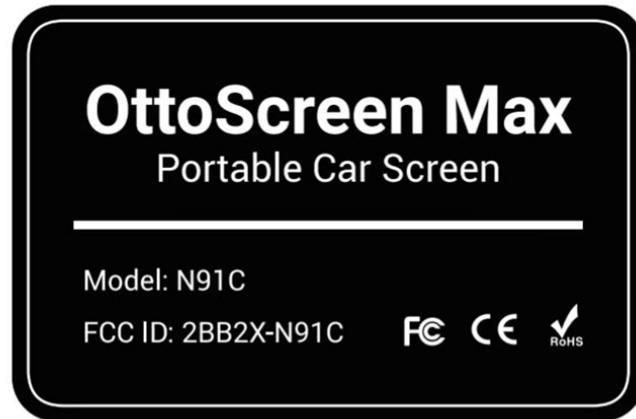 OttoScreen Max
Portable Car Screen
Model: N91C
FCC ID: 2BB2X-N91C
FC CE RoHS